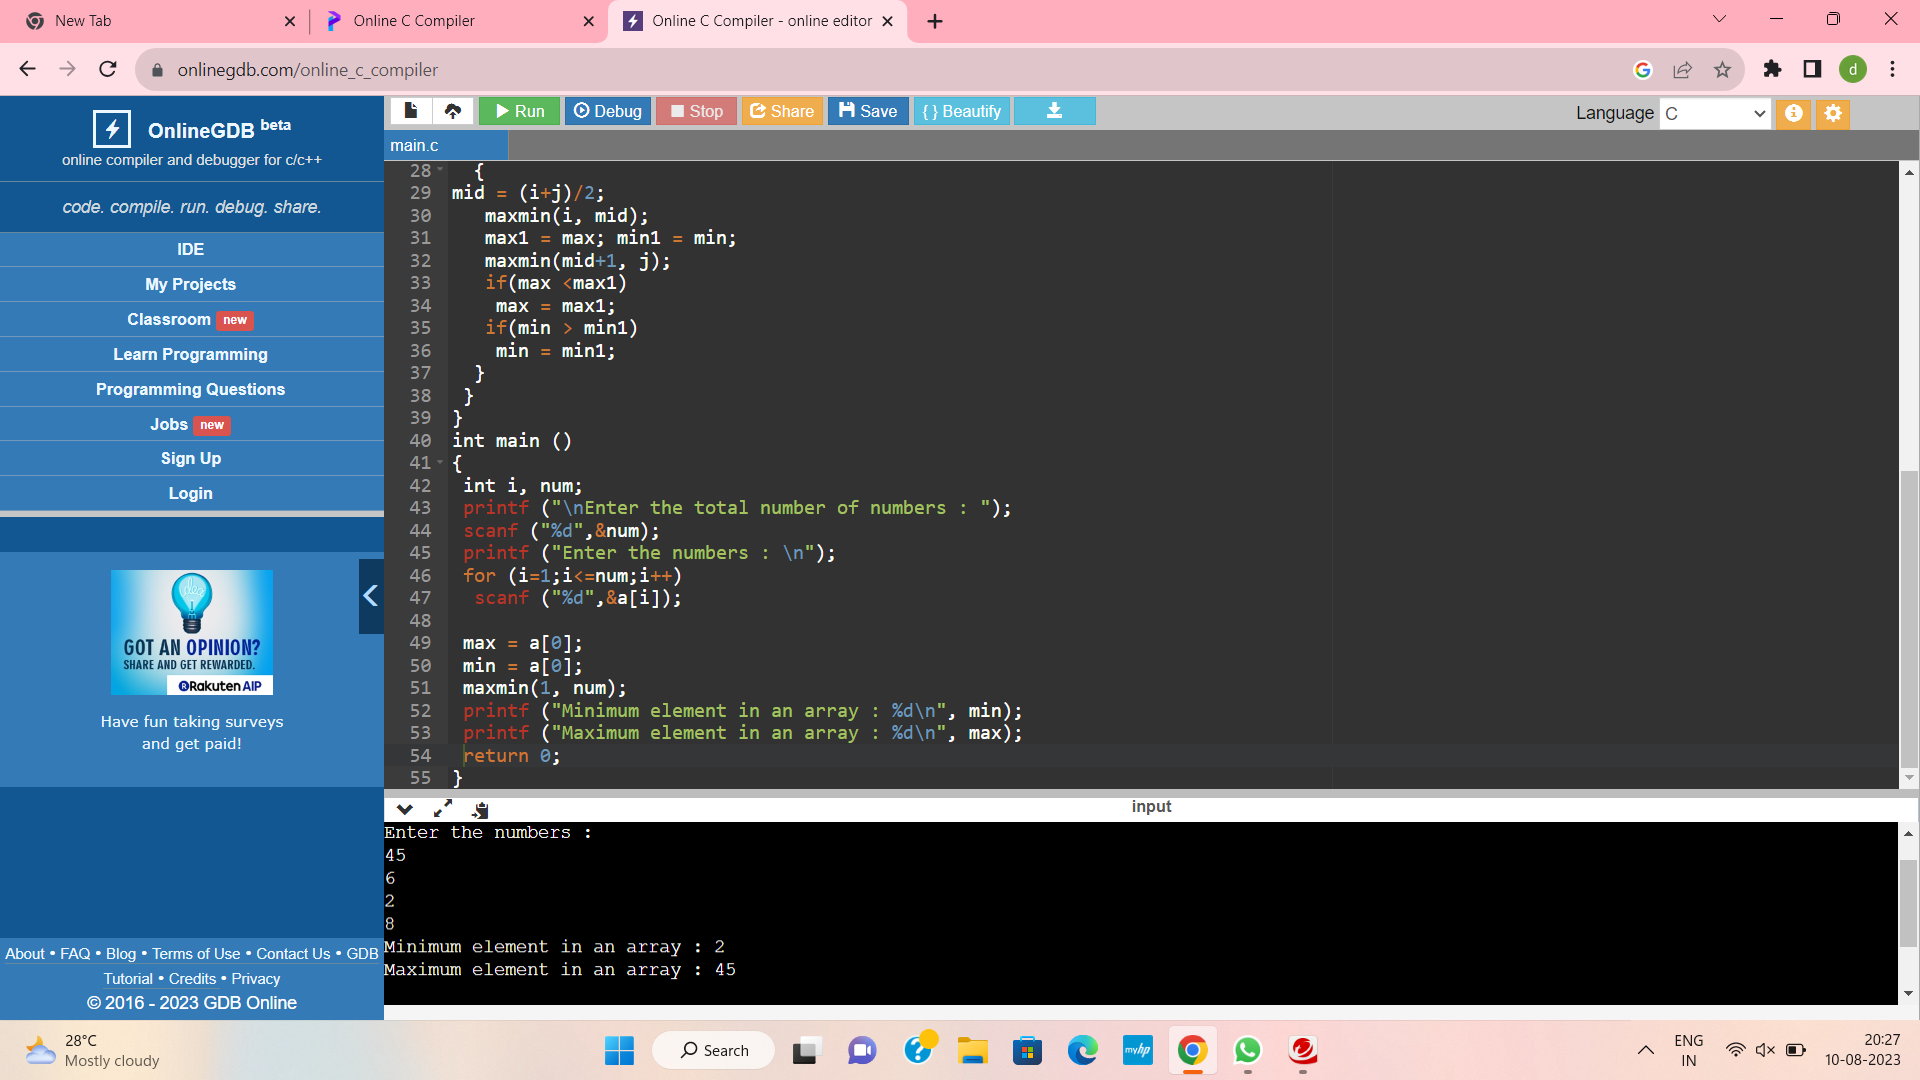 New Tab
Online C Compiler
Online C Compiler - online editor
onlinegdb.com/online_c_compiler
d
OnlineGDB beta
online compiler and debugger for c/c++
code. compile. run. debug. share.
IDE
My Projects
Classroom new
Learn Programming
Programming Questions
Jobs new
Sign Up
Login
GOT AN OPINION?
SHARE AND GET REWARDED.
Rakuten AIP
Have fun taking surveys
and get paid!
About • FAQ • Blog • Terms of Use • Contact Us • GDB
Tutorial • Credits • Privacy
© 2016 - 2023 GDB Online
Run Debug Stop Share Save { } Beautify
Language C
main.c
28 {
29 mid = (i+j)/2;
30 maxmin(i, mid);
31 max1 = max; min1 = min;
32 maxmin(mid+1, j);
33 if(max <max1)
34 max = max1;
35 if(min > min1)
36 min = min1;
37 }
38 }
39 }
40 int main ()
41 {
42 int i, num;
43 printf ("\nEnter the total number of numbers : ");
44 scanf ("%d",&num);
45 printf ("Enter the numbers : \n");
46 for (i=1;i<=num;i++)
47 scanf ("%d",&a[i]);
48
49 max = a[0];
50 min = a[0];
51 maxmin(1, num);
52 printf ("Minimum element in an array : %d\n", min);
53 printf ("Maximum element in an array : %d\n", max);
54 return 0;
55 }
input
Enter the numbers :
45
6
2
8
Minimum element in an array : 2
Maximum element in an array : 45
28°C
Mostly cloudy
Search
myhp
ENG
IN
20:27
10-08-2023